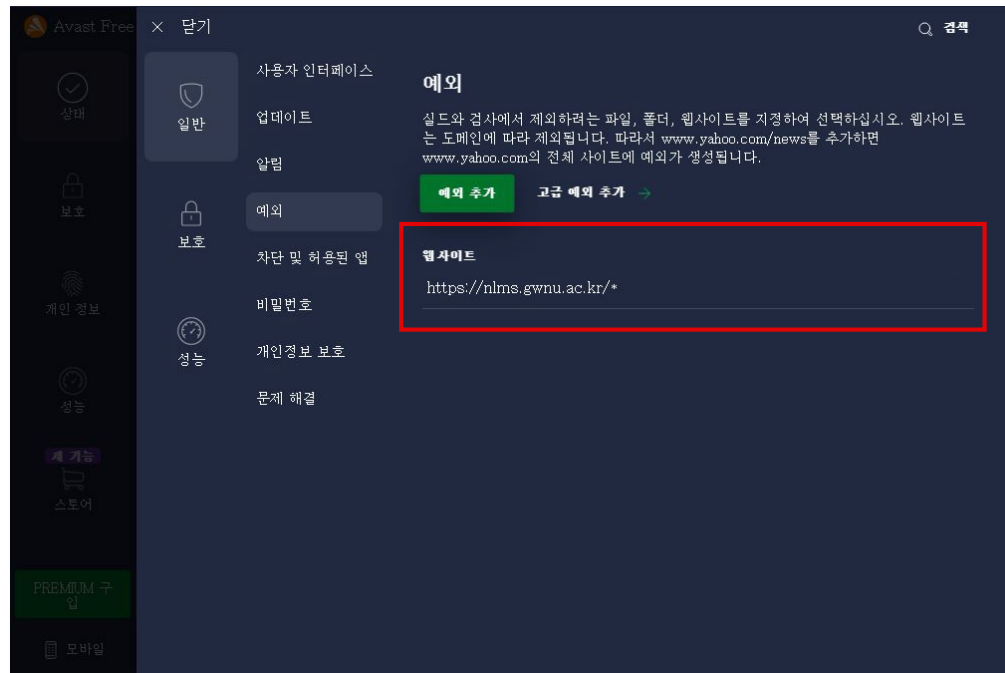 Avast Free
× 닫기
검색
상태
보호
개인 정보
성능
새 기능
스토어
PREMIUM 구
입
모바일
일반
보호
성능
사용자 인터페이스
업데이트
알림
예외
차단 및 허용된 앱
비밀번호
개인정보 보호
문제 해결
예외
실드와 검사에서 제외하려는 파일, 폴더, 웹사이트를 지정하여 선택하십시오. 웹사이트
는 도메인에 따라 제외됩니다. 따라서 www.yahoo.com/news를 추가하면
www.yahoo.com의 전체 사이트에 예외가 생성됩니다.
예외 추가
고급 예외 추가 →
웹사이트
https://nlms.gwnu.ac.kr/*